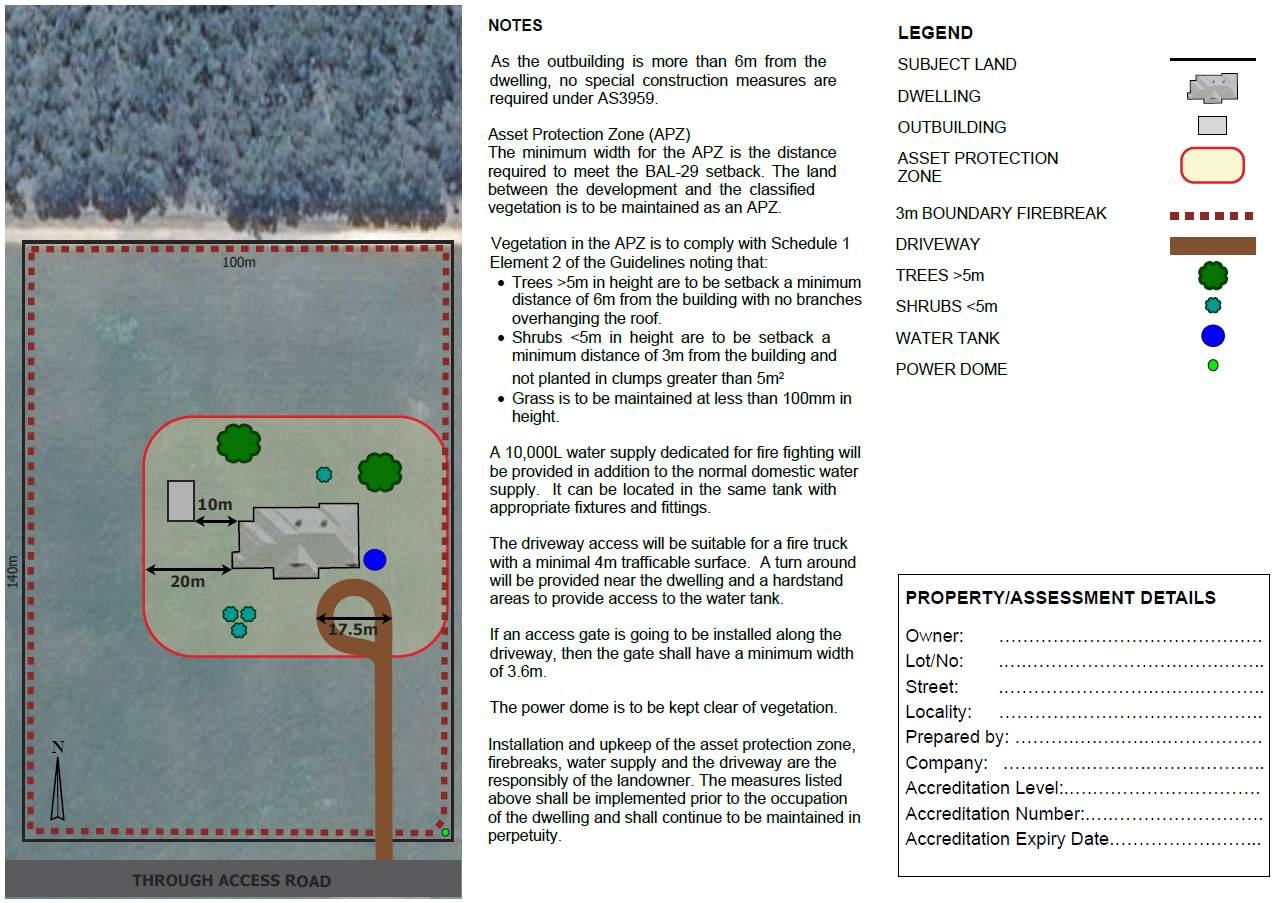 100m
10m
20m
17.5m
140m
N
THROUGH ACCESS ROAD
NOTES
As the outbuilding is more than 6m from the
dwelling, no special construction measures are
required under AS3959.
Asset Protection Zone (APZ)
The minimum width for the APZ is the distance
required to meet the BAL-29 setback. The land
between the development and the classified
vegetation is to be maintained as an APZ.
Vegetation in the APZ is to comply with Schedule 1
Element 2 of the Guidelines noting that:
• Trees >5m in height are to be setback a minimum
distance of 6m from the building with no branches
overhanging the roof.
• Shrubs <5m in height are to be setback a
minimum distance of 3m from the building and
not planted in clumps greater than 5m²
• Grass is to be maintained at less than 100mm in
height.
A 10,000L water supply dedicated for fire fighting will
be provided in addition to the normal domestic water
supply. It can be located in the same tank with
appropriate fixtures and fittings.
The driveway access will be suitable for a fire truck
with a minimal 4m trafficable surface. A turn around
will be provided near the dwelling and a hardstand
areas to provide access to the water tank.
If an access gate is going to be installed along the
driveway, then the gate shall have a minimum width
of 3.6m.
The power dome is to be kept clear of vegetation.
Installation and upkeep of the asset protection zone,
firebreaks, water supply and the driveway are the
responsibly of the landowner. The measures listed
above shall be implemented prior to the occupation
of the dwelling and shall continue to be maintained in
perpetuity.
LEGEND
SUBJECT LAND
DWELLING
OUTBUILDING
ASSET PROTECTION
ZONE
3m BOUNDARY FIREBREAK
DRIVEWAY
TREES >5m
SHRUBS <5m
WATER TANK
POWER DOME
PROPERTY/ASSESSMENT DETAILS
Owner: ……………………………………
Lot/No: ……………………………………
Street: ……………………………………
Locality: ……………………………………
Prepared by: …………………………………
Company: ……………………………………
Accreditation Level:…………………………
Accreditation Number:………………………
Accreditation Expiry Date……………………